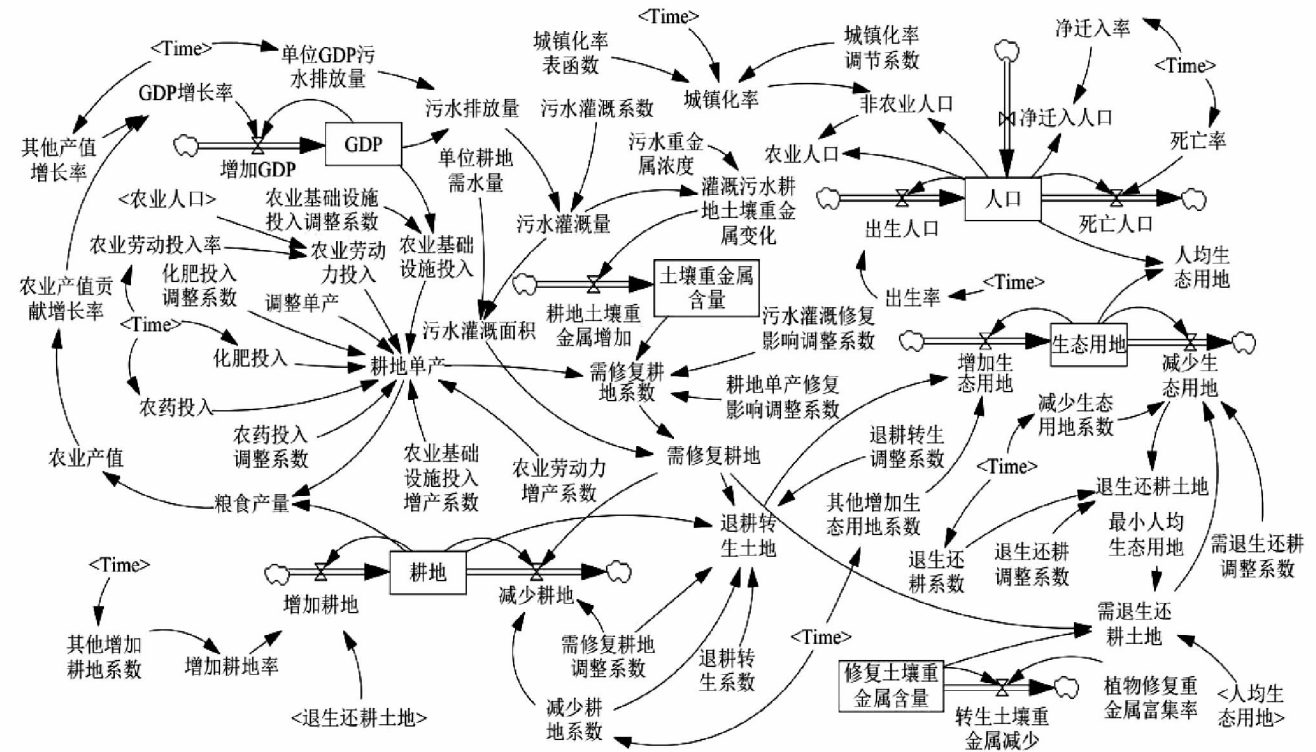 <Time>
单位GDP污
水排放量
GDP增长率
其他产值
增长率
增加GDP
GDP
污水排放量
城镇化率
表函数
<Time>
城镇化率
调节系数
城镇化率
污水灌溉系数
非农业人口
农业人口
净迁入率
<Time>
净迁入人口
死亡率
单位耕地
需水量
污水重金
属浓度
灌溉污水耕
地土壤重金
属变化
人口
出生人口
死亡人口
<农业人口>
农业基础设施
投入调整系数
农业劳动投入率
农业劳动
力投入
农业基础
设施投入
污水灌溉量
人均生
态用地
农业产值贡
献增长率
化肥投入
调整系数
调整单产
<Time>
化肥投入
耕地单产
污水灌溉面积
耕地土壤重
金属增加
土壤重金属
含量
污水灌溉修复
影响调整系数
出生率
<Time>
增加生
态用地
生态用地
减少生
态用地
农药投入
需修复耕
地系数
耕地单产修复
影响调整系数
减少生态
用地系数
农业产值
农药投入
调整系数
农业基础
设施投入
增产系数
农业劳动力
增产系数
需修复耕地
退耕转生
调整系数
<Time>
退生还耕土地
粮食产量
退耕转
生土地
其他增加生
态用地系数
退生还
耕系数
退生还耕
调整系数
最小人均
生态用地
需退生还耕
调整系数
<Time>
增加耕地
耕地
减少耕地
其他增加
耕地系数
增加耕地率
需修复耕地
调整系数
退耕转
生系数
<Time>
需退生还
耕土地
<退生还耕土地>
减少耕
地系数
修复土壤重
金属含量
转生土壤重
金属减少
植物修复重
金属富集率
<人均生
态用地>